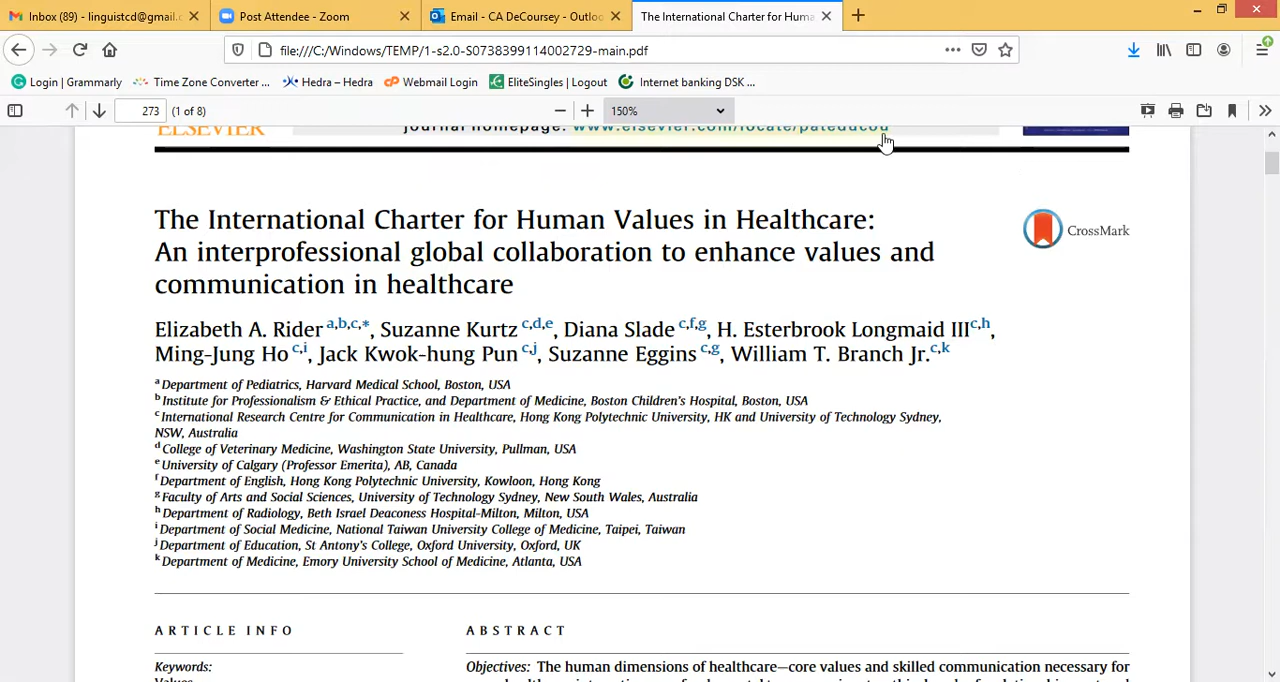 Inbox (89) - linguistcd@gmail.c
Post Attendee - Zoom
Email - CA DeCoursey - Outloo
The International Charter for Huma
file:///C:/Windows/TEMP/1-s2.0-S0738399114002729-main.pdf
Login | Grammarly
Time Zone Converter ...
Hedra – Hedra
Webmail Login
EliteSingles | Logout
Internet banking DSK ...
273 (1 of 8)
150%
ELSEVIER
journal homepage: www.elsevier.com/locate/pateducou
The International Charter for Human Values in Healthcare:
An interprofessional global collaboration to enhance values and
communication in healthcare
CrossMark
Elizabeth A. Rider a,b,c,*, Suzanne Kurtz c,d,e, Diana Slade c,f,g, H. Esterbrook Longmaid III c,h,
Ming-Jung Ho c,i, Jack Kwok-hung Pun c,j, Suzanne Eggins c,g, William T. Branch Jr. c,k
a Department of Pediatrics, Harvard Medical School, Boston, USA
b Institute for Professionalism & Ethical Practice, and Department of Medicine, Boston Children's Hospital, Boston, USA
c International Research Centre for Communication in Healthcare, Hong Kong Polytechnic University, HK and University of Technology Sydney,
NSW, Australia
d College of Veterinary Medicine, Washington State University, Pullman, USA
e University of Calgary (Professor Emerita), AB, Canada
f Department of English, Hong Kong Polytechnic University, Kowloon, Hong Kong
g Faculty of Arts and Social Sciences, University of Technology Sydney, New South Wales, Australia
h Department of Radiology, Beth Israel Deaconess Hospital-Milton, Milton, USA
i Department of Social Medicine, National Taiwan University College of Medicine, Taipei, Taiwan
j Department of Education, St Antony's College, Oxford University, Oxford, UK
k Department of Medicine, Emory University School of Medicine, Atlanta, USA
ARTICLE INFO
ABSTRACT
Keywords:
Objectives: The human dimensions of healthcare—core values and skilled communication necessary for